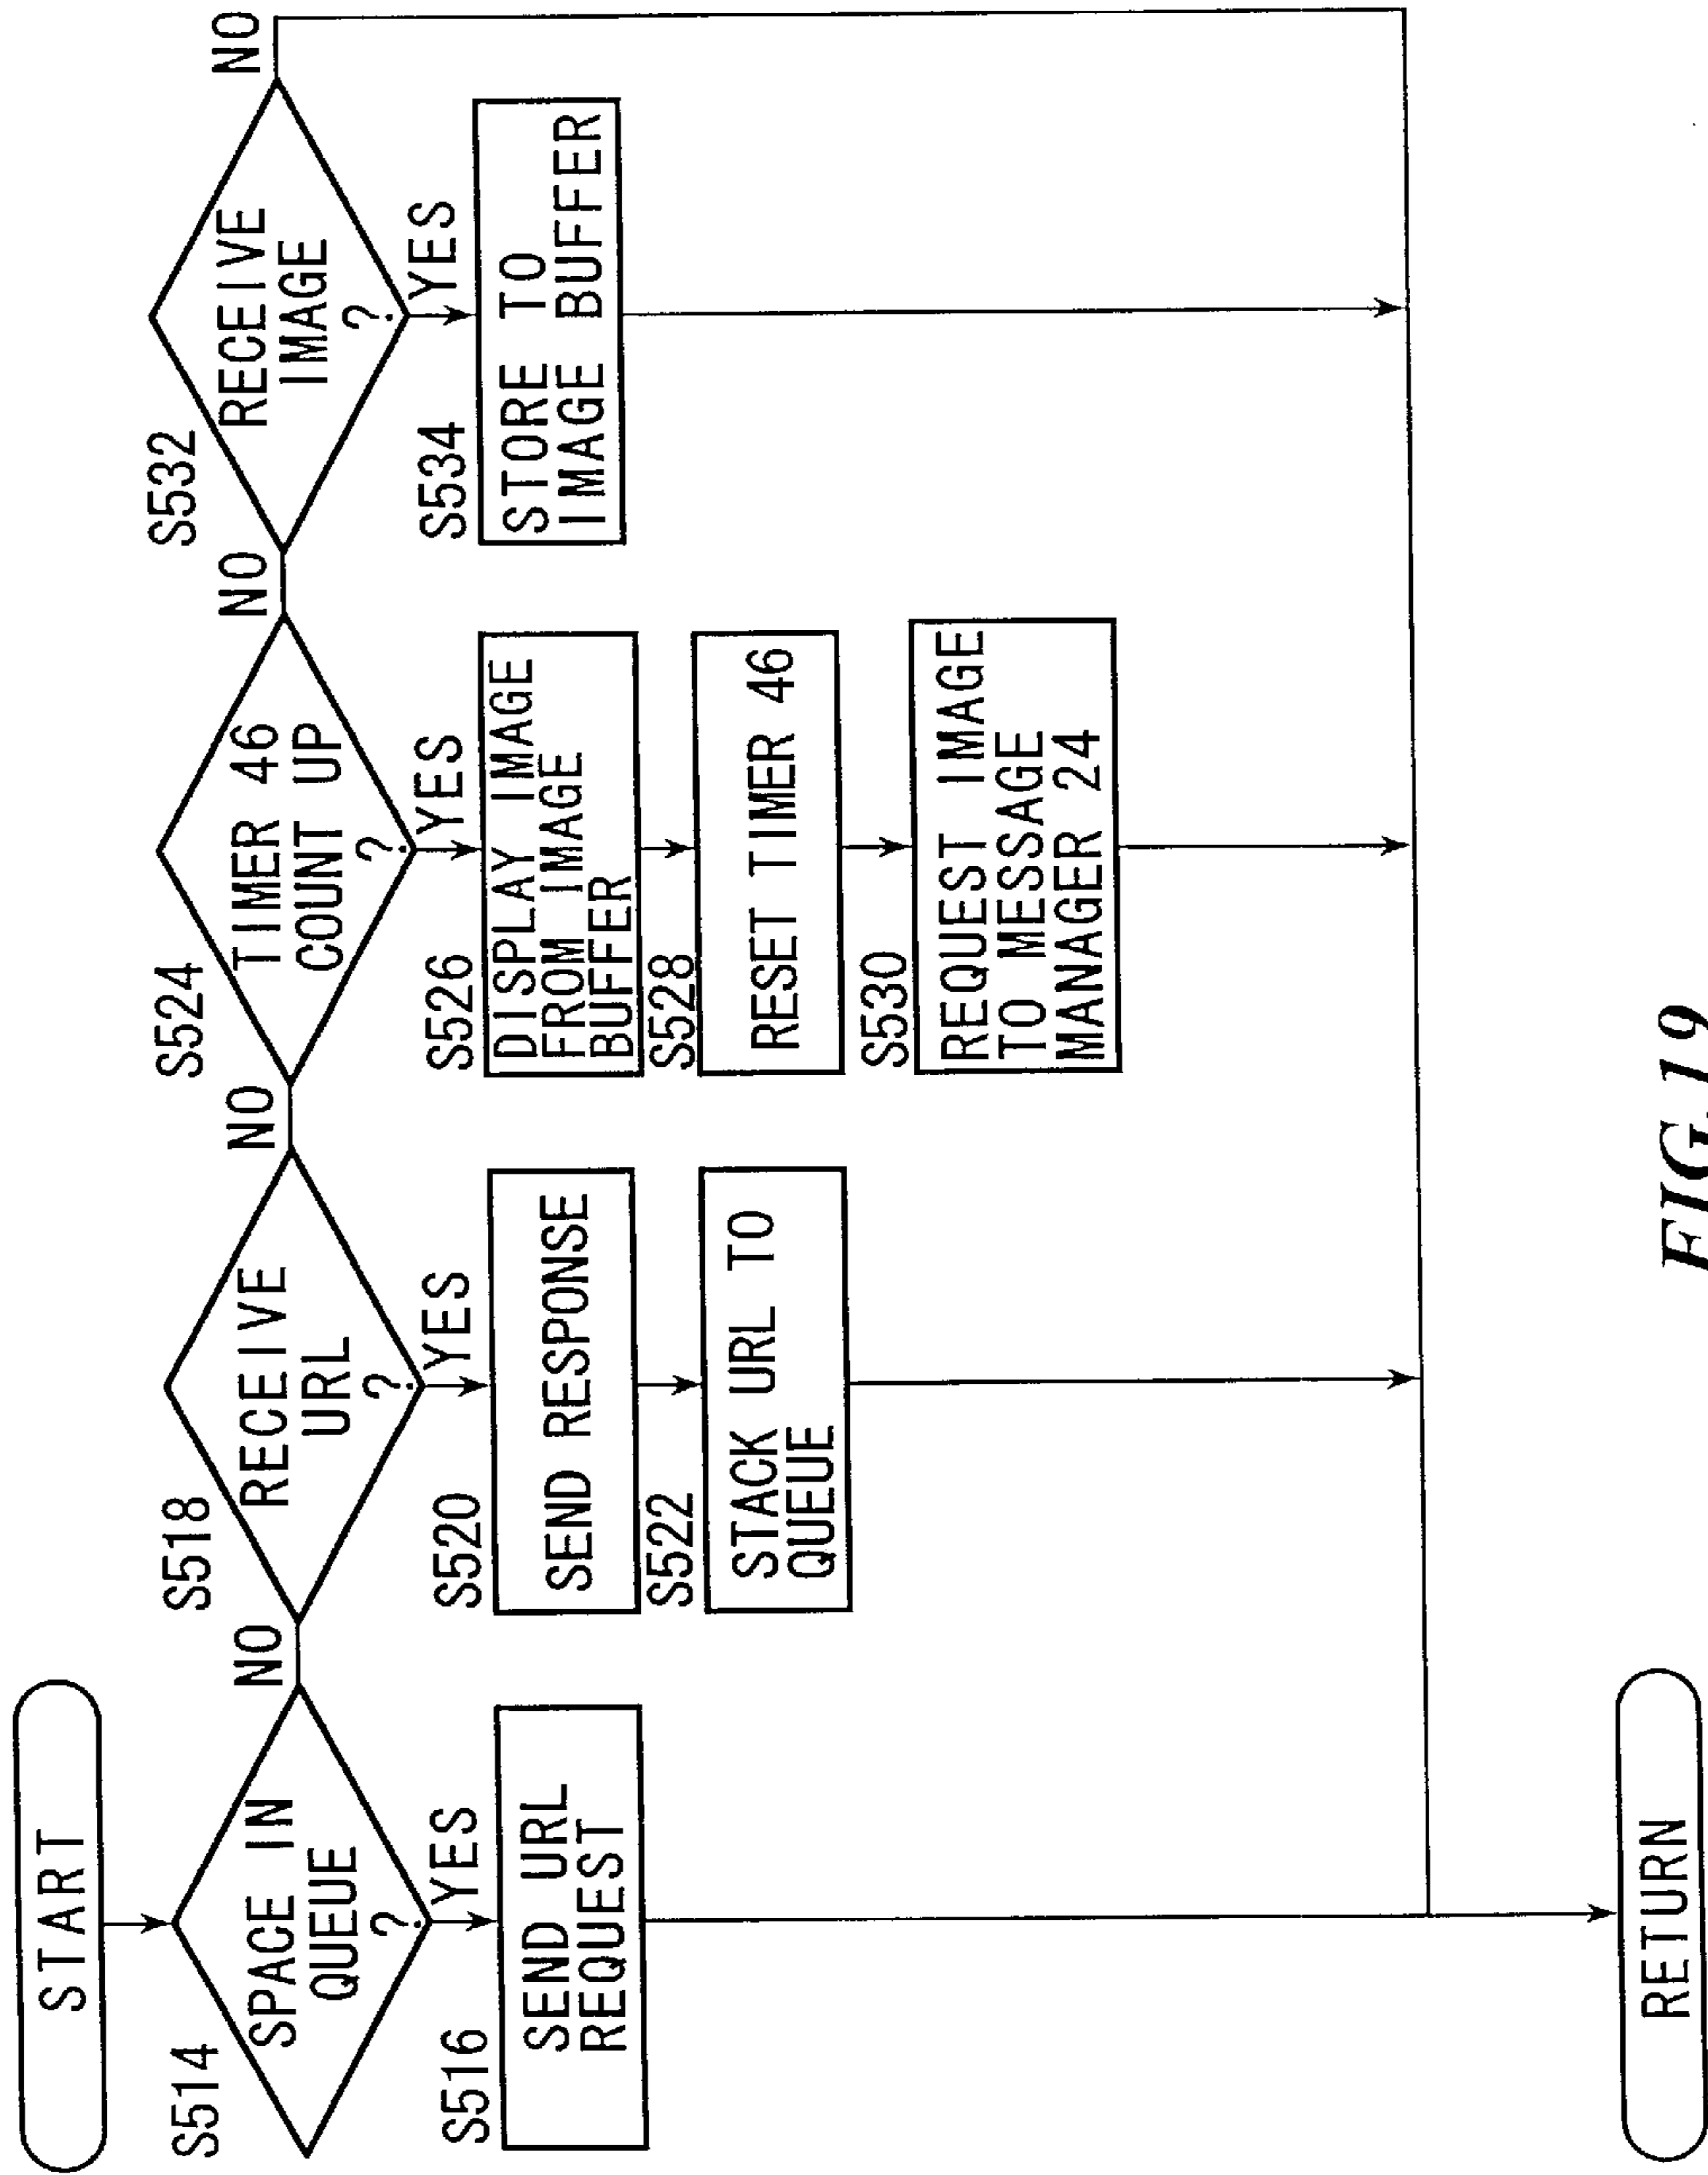 START
S514
SPACE IN
QUEUE
?
NO
YES
S516
SEND URL
REQUEST
S518
RECEIVE
URL
?
NO
YES
S520
SEND RESPONSE
S522
STACK URL TO
QUEUE
S524
TIMER 46
COUNT UP
?
NO
YES
S526
DISPLAY IMAGE
FROM IMAGE
BUFFER
S528
RESET TIMER 46
S530
REQUEST IMAGE
TO MESSAGE
MANAGER 24
S532
RECEIVE
IMAGE
?
NO
YES
S534
STORE TO
IMAGE BUFFER
RETURN
FIG.19